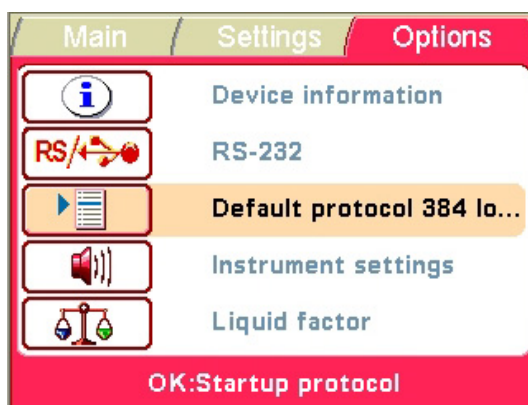 Main Settings Options
Device information
RS/ RS-232
Default protocol 384 lo...
Instrument settings
Liquid factor
OK:Startup protocol